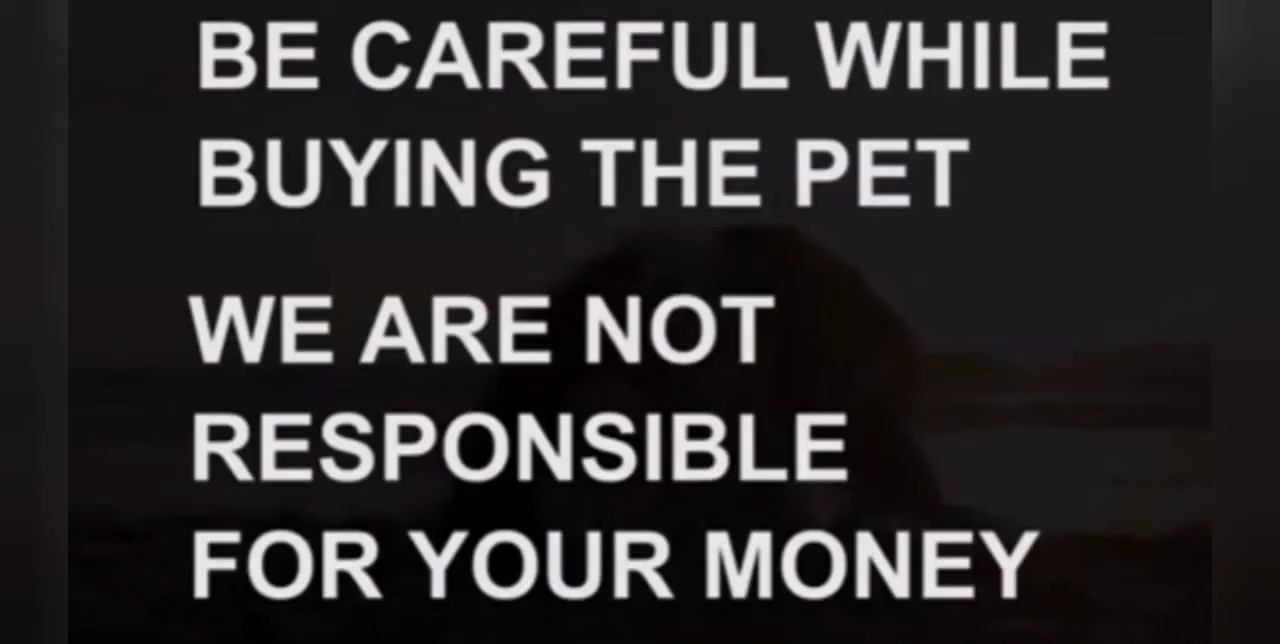 BE CAREFUL WHILE
BUYING THE PET
WE ARE NOT
RESPONSIBLE
FOR YOUR MONEY